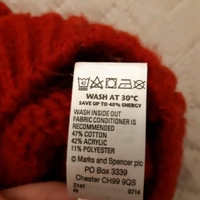 WASH AT 30°C
SAVE UP TO 40% ENERGY
WASH INSIDE OUT
FABRIC CONDITIONER IS
RECOMMENDED
47% COTTON
42% ACRYLIC
11% POLYESTER
© Marks and Spencer plc
PO Box 3339
Chester CH99 9QS
0714